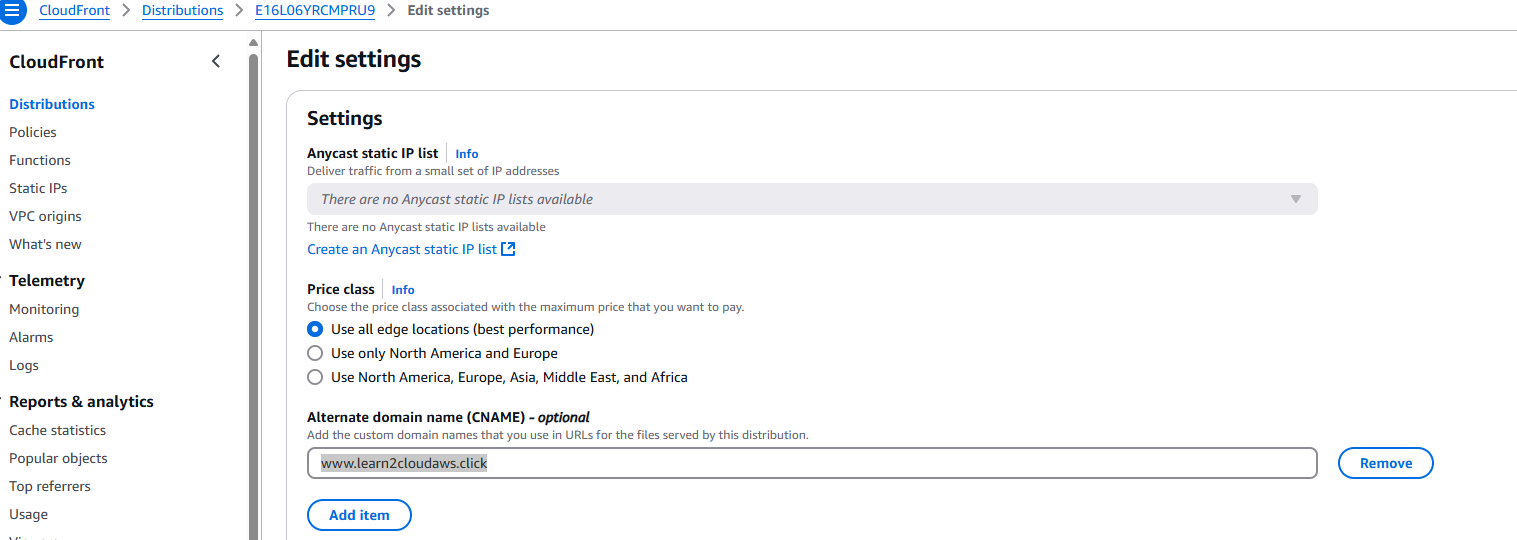 CloudFront > Distributions > E16L06YRCMPRU9 > Edit settings
CloudFront
Distributions
Policies
Functions
Static IPs
VPC origins
What's new
Telemetry
Monitoring
Alarms
Logs
Reports & analytics
Cache statistics
Popular objects
Top referrers
Usage
Edit settings
Settings
Anycast static IP list Info
Deliver traffic from a small set of IP addresses
There are no Anycast static IP lists available
There are no Anycast static IP lists available
Create an Anycast static IP list
Price class Info
Choose the price class associated with the maximum price that you want to pay.
Use all edge locations (best performance)
Use only North America and Europe
Use North America, Europe, Asia, Middle East, and Africa
Alternate domain name (CNAME) - optional
Add the custom domain names that you use in URLs for the files served by this distribution.
www.learn2cloudaws.click Remove
Add item